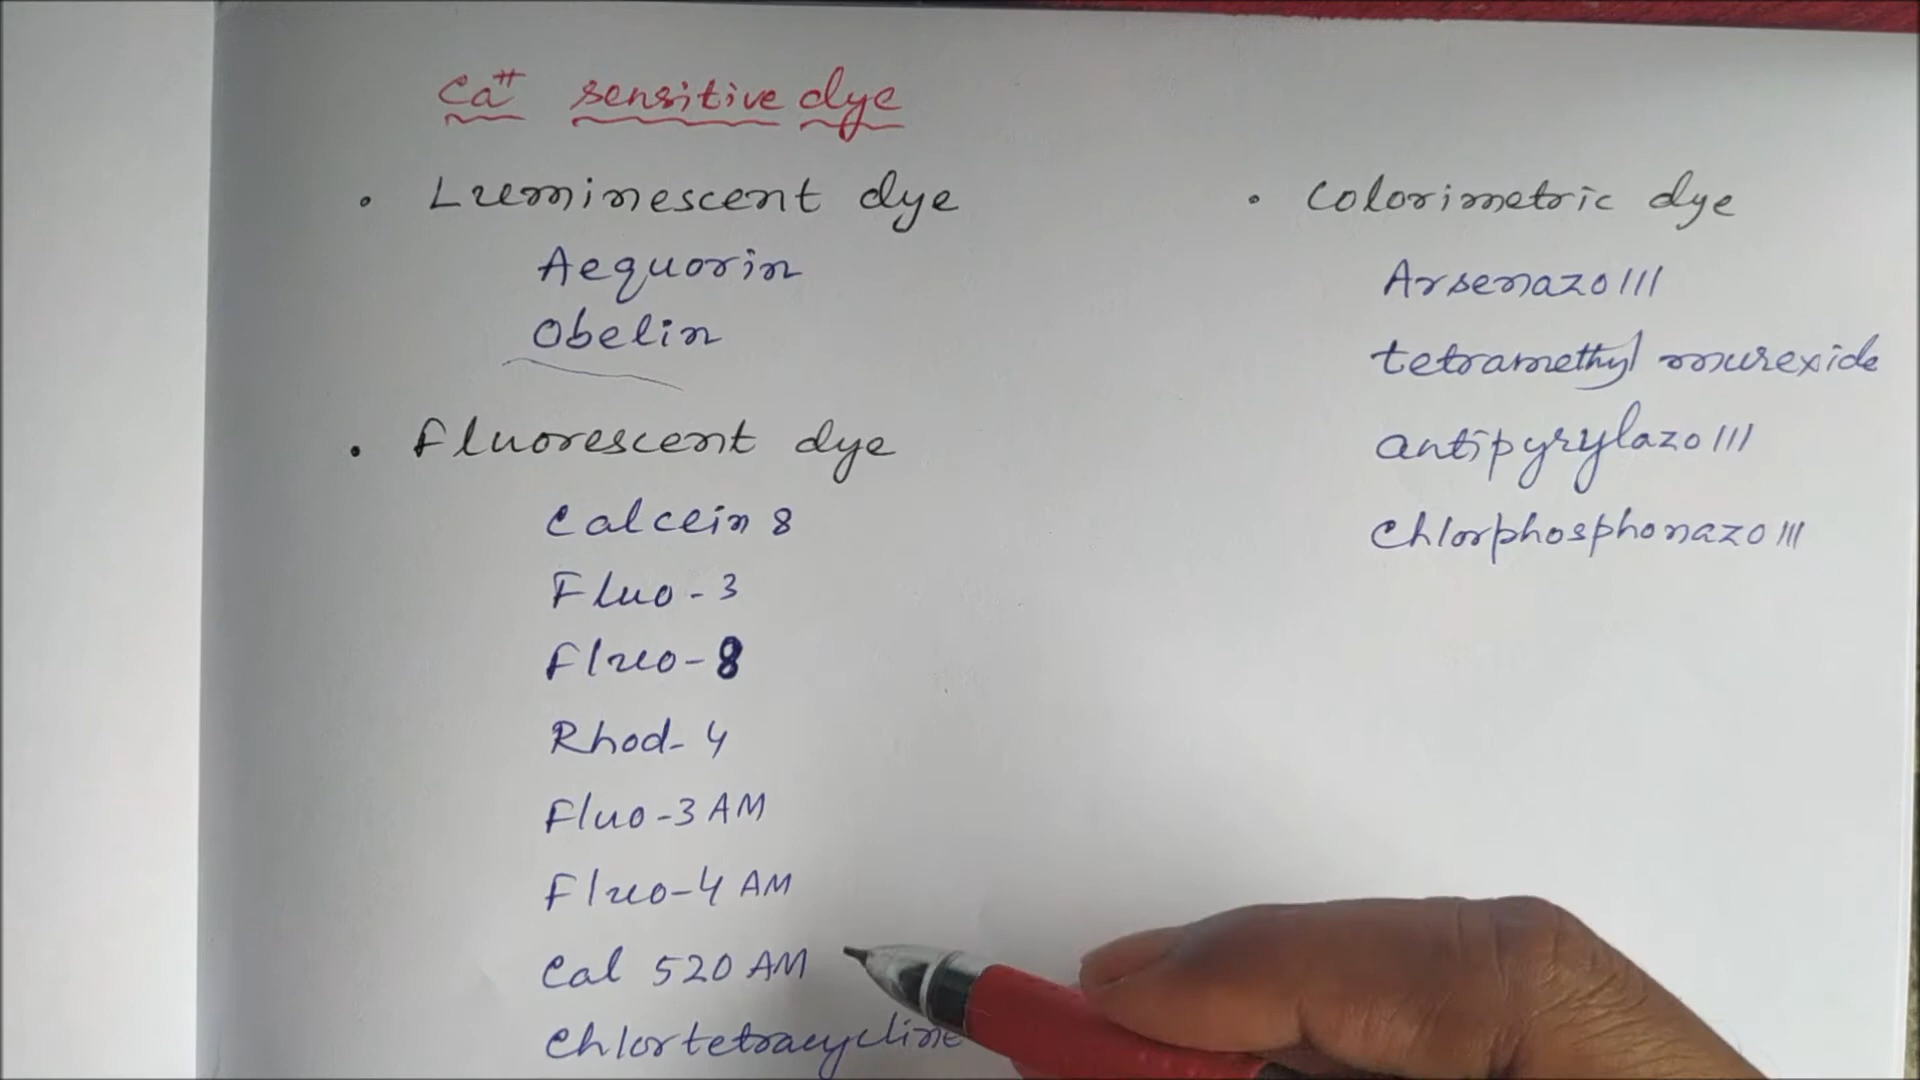 Ca++ sensitive dye
• Luminescent dye
Aequorin
Obelin
• Fluorescent dye
Calcein 8
Fluo-3
Fluo-8
Rhod-4
Fluo-3 AM
Fluo-4 AM
Cal 520 AM
Chlortetracycline
• Colorimetric dye
Arsenazo III
tetramethyl murexide
antipyrylazo III
Chlorphosphonazo III